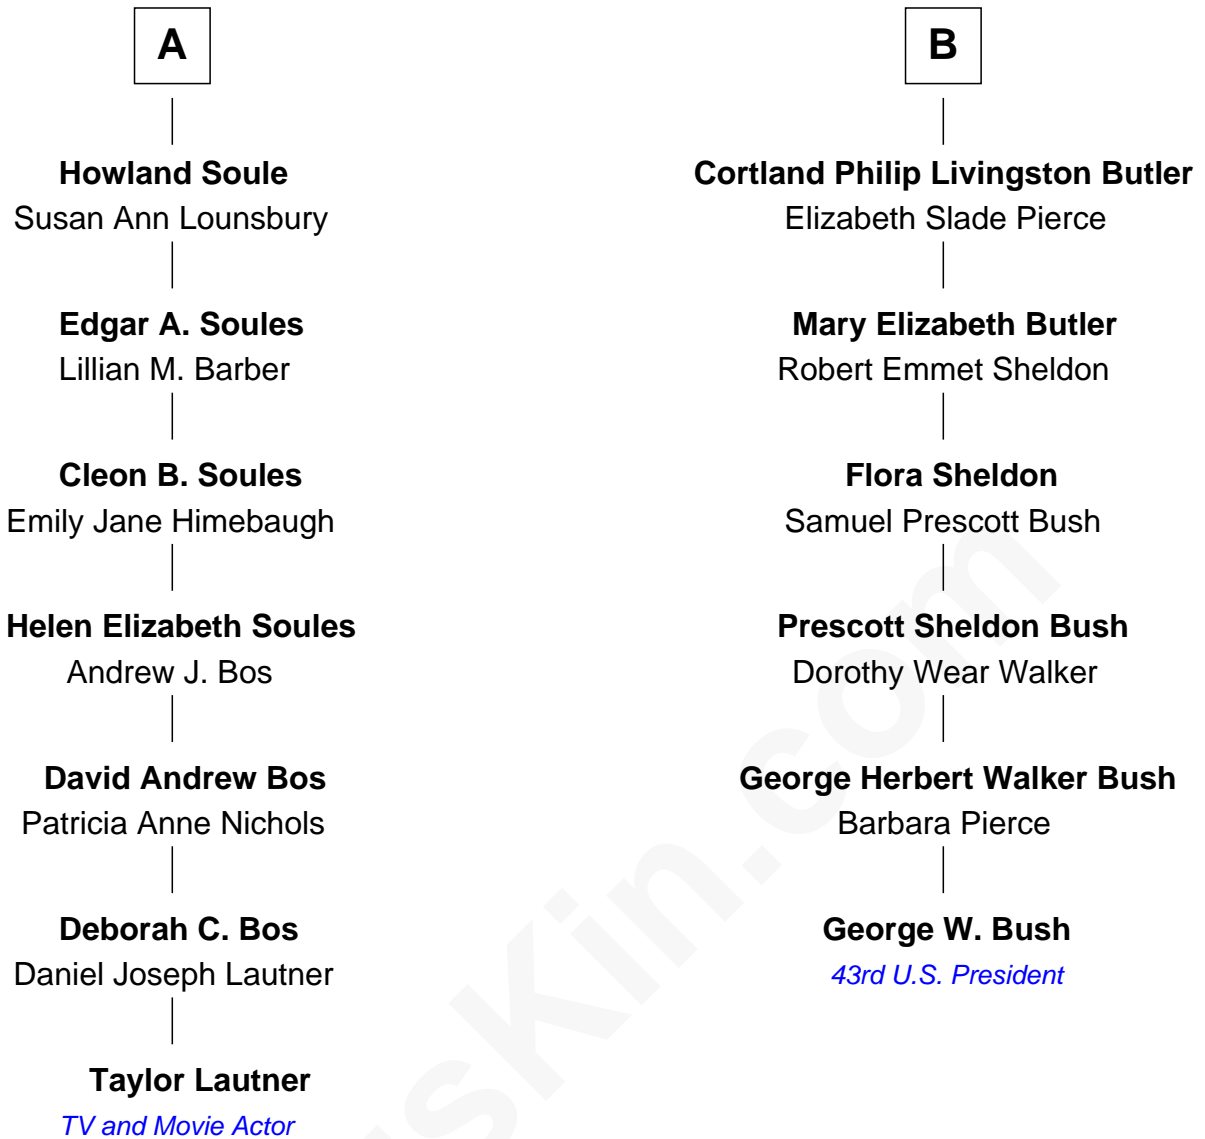 A
Howland Soule
Susan Ann Lounsbury
Edgar A. Soules
Lillian M. Barber
Cleon B. Soules
Emily Jane Himebaugh
Helen Elizabeth Soules
Andrew J. Bos
David Andrew Bos
Patricia Anne Nichols
Deborah C. Bos
Daniel Joseph Lautner
Taylor Lautner
TV and Movie Actor
B
Cortland Philip Livingston Butler
Elizabeth Slade Pierce
Mary Elizabeth Butler
Robert Emmet Sheldon
Flora Sheldon
Samuel Prescott Bush
Prescott Sheldon Bush
Dorothy Wear Walker
George Herbert Walker Bush
Barbara Pierce
George W. Bush
43rd U.S. President
sKin.com